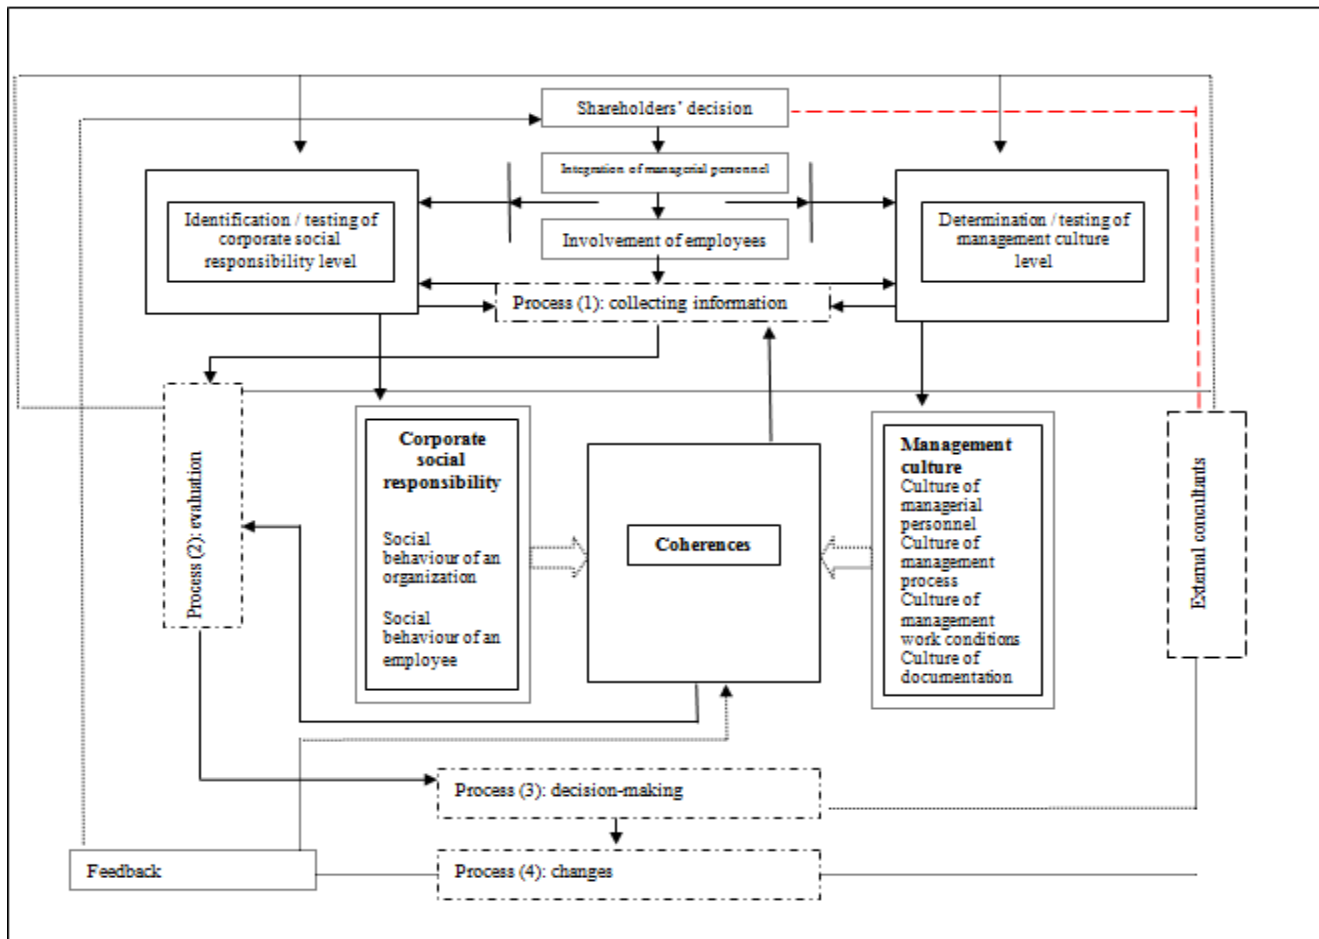 Shareholders’ decision
Integration of managerial personnel
Identification / testing of
corporate social
responsibility level
Involvement of employees
Determination / testing of
management culture
level
Process (1): collecting information
Process (2): evaluation
Corporate
social
responsibility
Social
behaviour of an
organization
Social
behaviour of an
employee
Coherences
Management
culture
Culture of
managerial
personnel
Culture of
management
process
Culture of
management
work conditions
Culture of
documentation
External concultants
Process (3): decision-making
Feedback
Process (4): changes